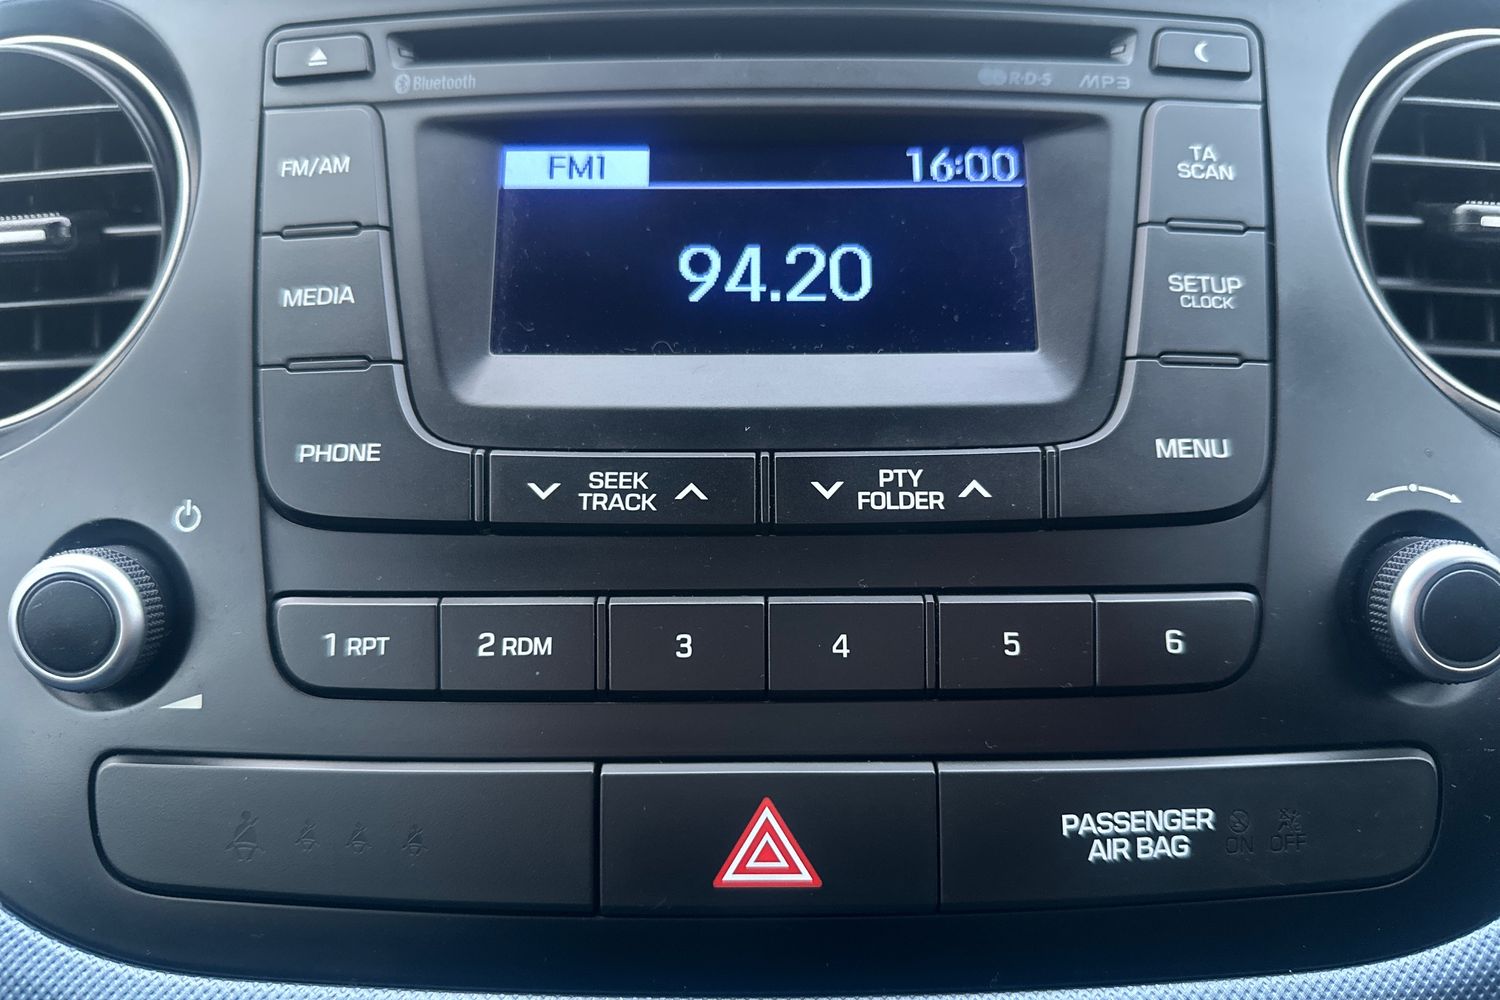 Bluetooth
R·D·S
MP3
FM/AM
FM1
16:00
TA
SCAN
94.20
MEDIA
SETUP
CLOCK
PHONE
SEEK
TRACK
PTY
FOLDER
MENU
1 RPT
2 RDM
3
4
5
6
PASSENGER
AIR BAG
ON
OFF